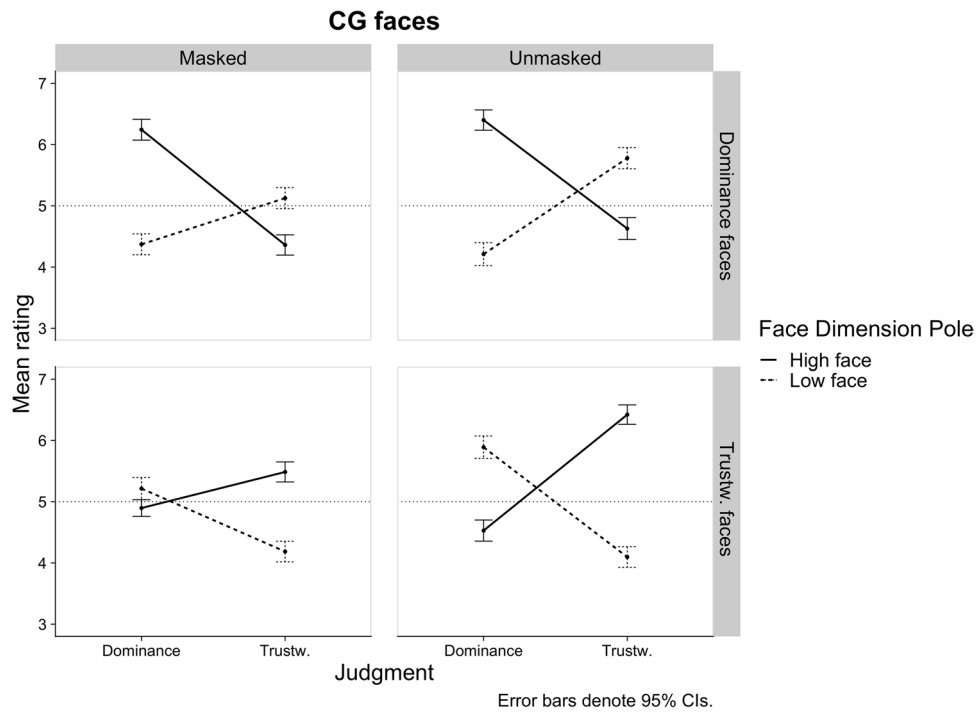 CG faces
Masked
Unmasked
7
6
5
4
3
Dominance faces
7
6
5
4
3
Trustw. faces
Mean rating
Dominance
Trustw.
Dominance
Trustw.
Judgment
Face Dimension Pole
High face
Low face
Error bars denote 95% CIs.